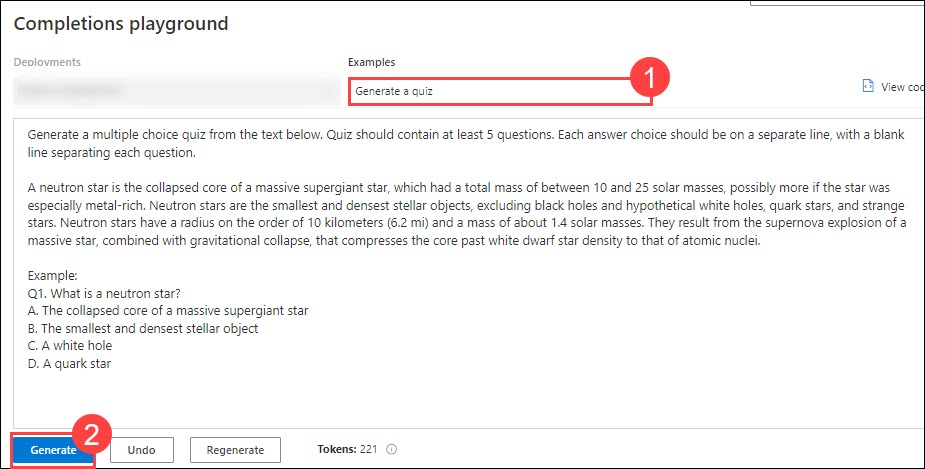 Completions playground
Deployments
Examples
1
Generate a quiz
View cod
Generate a multiple choice quiz from the text below. Quiz should contain at least 5 questions. Each answer choice should be on a separate line, with a blank
line separating each question.
A neutron star is the collapsed core of a massive supergiant star, which had a total mass of between 10 and 25 solar masses, possibly more if the star was
especially metal-rich. Neutron stars are the smallest and densest stellar objects, excluding black holes and hypothetical white holes, quark stars, and strange
stars. Neutron stars have a radius on the order of 10 kilometers (6.2 mi) and a mass of about 1.4 solar masses. They result from the supernova explosion of a
massive star, combined with gravitational collapse, that compresses the core past white dwarf star density to that of atomic nuclei.
Example:
Q1. What is a neutron star?
A. The collapsed core of a massive supergiant star
B. The smallest and densest stellar object
C. A white hole
D. A quark star
2
Generate
Undo
Regenerate
Tokens: 221